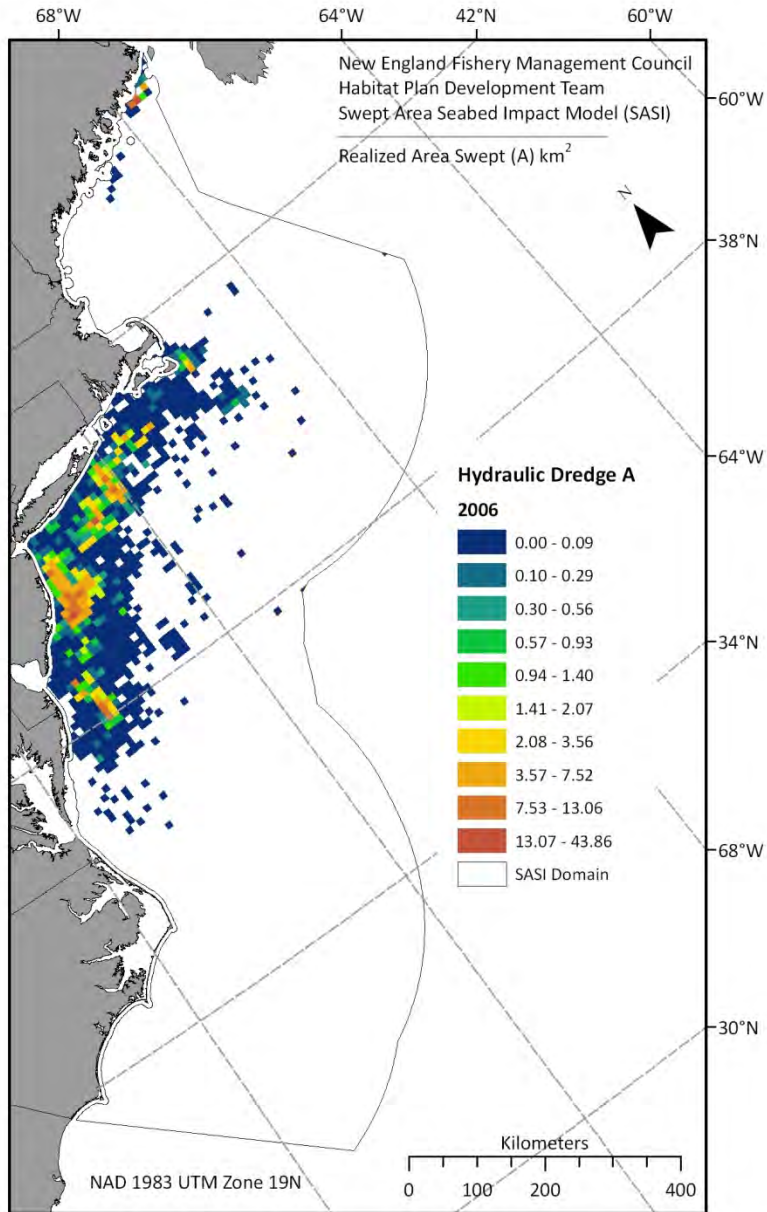 68°W 64°W 42°N 60°W
New England Fishery Management Council
Habitat Plan Development Team
Swept Area Seabed Impact Model (SASI)
Realized Area Swept (A) km²
60°W
N
38°N
64°W
34°N
68°W
30°N
Hydraulic Dredge A
2006
0.00 - 0.09
0.10 - 0.29
0.30 - 0.56
0.57 - 0.93
0.94 - 1.40
1.41 - 2.07
2.08 - 3.56
3.57 - 7.52
7.53 - 13.06
13.07 - 43.86
SASI Domain
Kilometers
0 100 200 400
NAD 1983 UTM Zone 19N